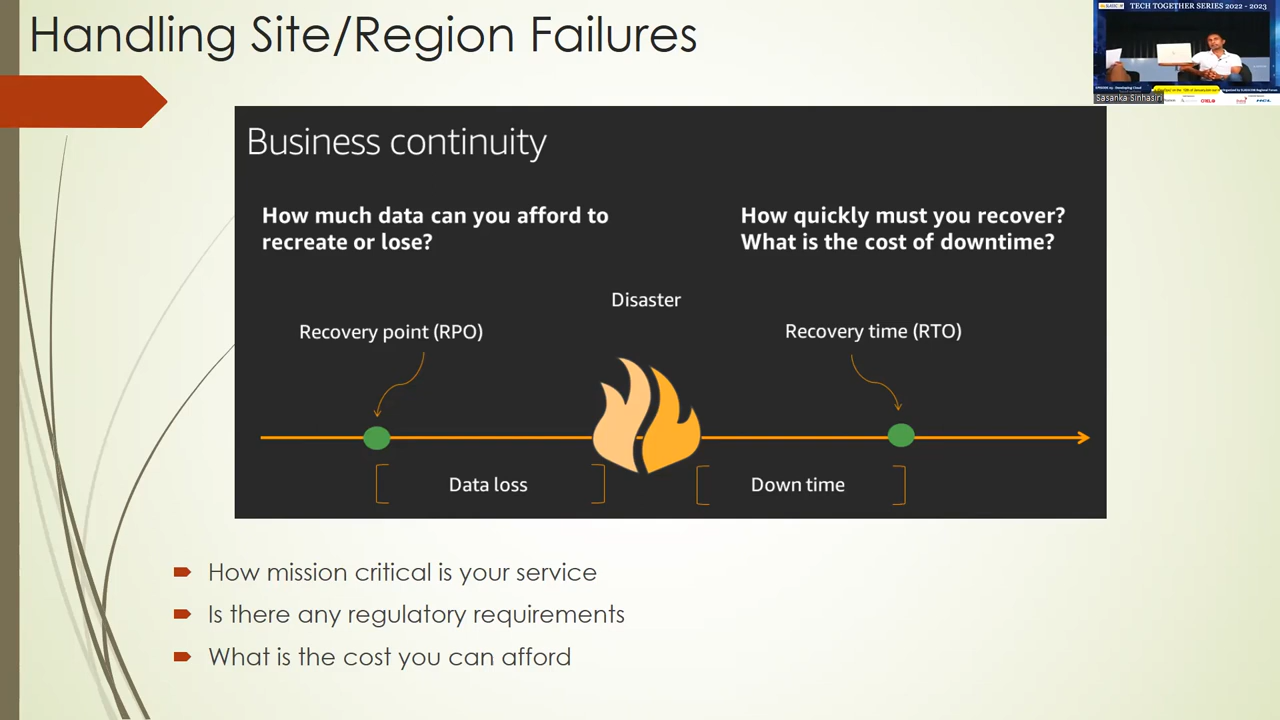 Handling Site/Region Failures
TECH TOGETHER SERIES 2022 - 2023
Sasanka Sinhasiri
Business continuity
How much data can you afford to
recreate or lose?
How quickly must you recover?
What is the cost of downtime?
Disaster
Recovery point (RPO)
Recovery time (RTO)
Data loss
Down time
How mission critical is your service
Is there any regulatory requirements
What is the cost you can afford